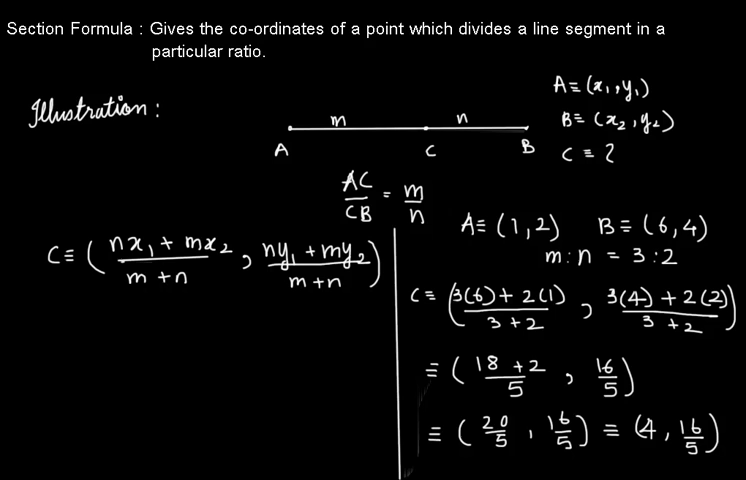 Section Formula : Gives the co-ordinates of a point which divides a line segment in a
particular ratio.
Illustration :
m n
A C B
A ≡ (x₁, y₁)
B ≡ (x₂, y₂)
C ≡ ?
AC/CB = m/n
C ≡ ( (nx₁ + mx₂)/(m + n) , (ny₁ + my₂)/(m + n) )
A ≡ (1, 2) B ≡ (6, 4)
m : n = 3 : 2
C ≡ ( (3(6) + 2(1))/(3 + 2) , (3(4) + 2(2))/(3 + 2) )
≡ ( (18 + 2)/5 , 16/5 )
≡ ( 20/5 , 16/5 ) ≡ (4, 16/5)